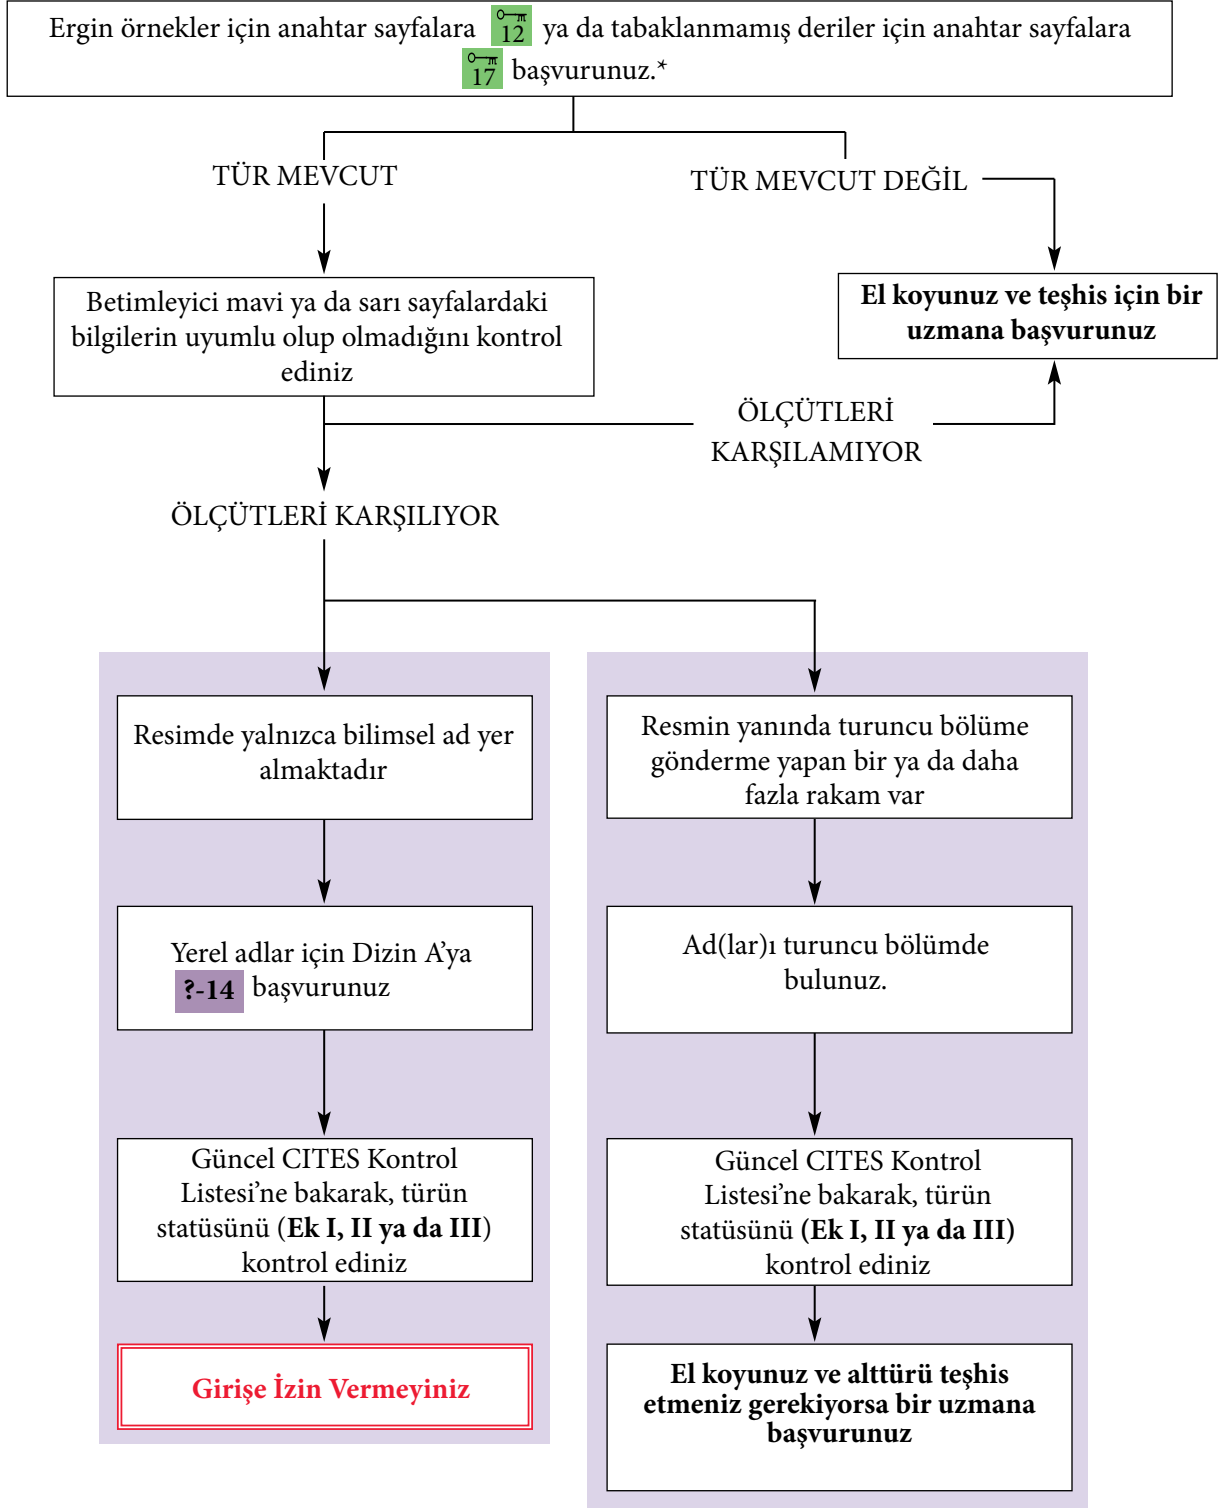 Ergin örnekler için anahtar sayfalara 12 ya da tabaklanmamış deriler için anahtar sayfalara
17 başvurunuz.*
TÜR MEVCUT
TÜR MEVCUT DEĞİL
Betimleyici mavi ya da sarı sayfalardaki
bilgilerin uyumlu olup olmadığını kontrol
ediniz
El koyunuz ve teşhis için bir
uzmana başvurunuz
ÖLÇÜTLERİ
KARŞILAMIYOR
ÖLÇÜTLERİ KARŞILIYOR
Resimde yalnızca bilimsel ad yer
almaktadır
Resmin yanında turuncu bölüme
gönderme yapan bir ya da daha
fazla rakam var
Yerel adlar için Dizin A’ya
?-14 başvurunuz
Ad(lar)ı turuncu bölümde
bulunuz.
Güncel CITES Kontrol
Listesi’ne bakarak, türün
statüsünü (Ek I, II ya da III)
kontrol ediniz
Güncel CITES Kontrol
Listesi’ne bakarak, türün
statüsünü (Ek I, II ya da III)
kontrol ediniz
Girişe İzin Vermeyiniz
El koyunuz ve alttürü teşhis
etmeniz gerekiyorsa bir uzmana
başvurunuz